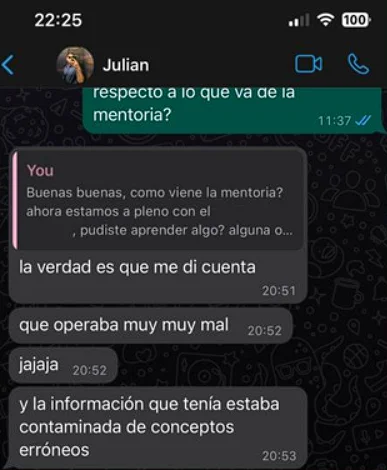 22:25
100
Julian
respecto a lo que va de la
mentoria?
11:37
You
Buenas buenas, como viene la mentoria?
ahora estamos a pleno con el
, pudiste aprender algo? alguna o...
la verdad es que me di cuenta
20:51
que operaba muy muy mal
20:52
jajaja
20:52
y la información que tenía estaba
contaminada de conceptos
erróneos
20:53